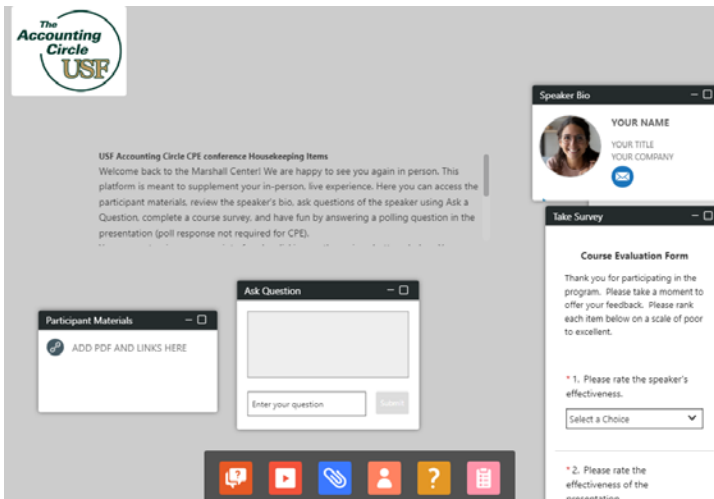 The
Accounting
Circle
USF
USF Accounting Circle CPE conference Housekeeping Items
Welcome back to the Marshall Center! We are happy to see you again in person. This
platform is meant to supplement your in-person, live experience. Here you can access the
participant materials, review the speaker's bio, ask questions of the speaker using Ask a
Question, complete a course survey, and have fun by answering a polling question in the
presentation (poll response not required for CPE).
Participant Materials
ADD PDF AND LINKS HERE
Ask Question
Enter your question
Submit
Speaker Bio
YOUR NAME
YOUR TITLE
YOUR COMPANY
Take Survey
Course Evaluation Form
Thank you for participating in the
program. Please take a moment to
offer your feedback. Please rank
each item below on a scale of poor
to excellent.
* 1. Please rate the speaker's
effectiveness.
Select a Choice
* 2. Please rate the
effectiveness of the
presentation
?